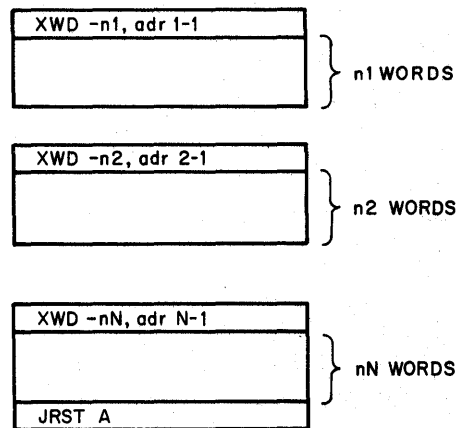 XWD -n1, adr 1-1
n1 WORDS
XWD -n2, adr 2-1
n2 WORDS
XWD -nN, adr N-1
nN WORDS
JRST A